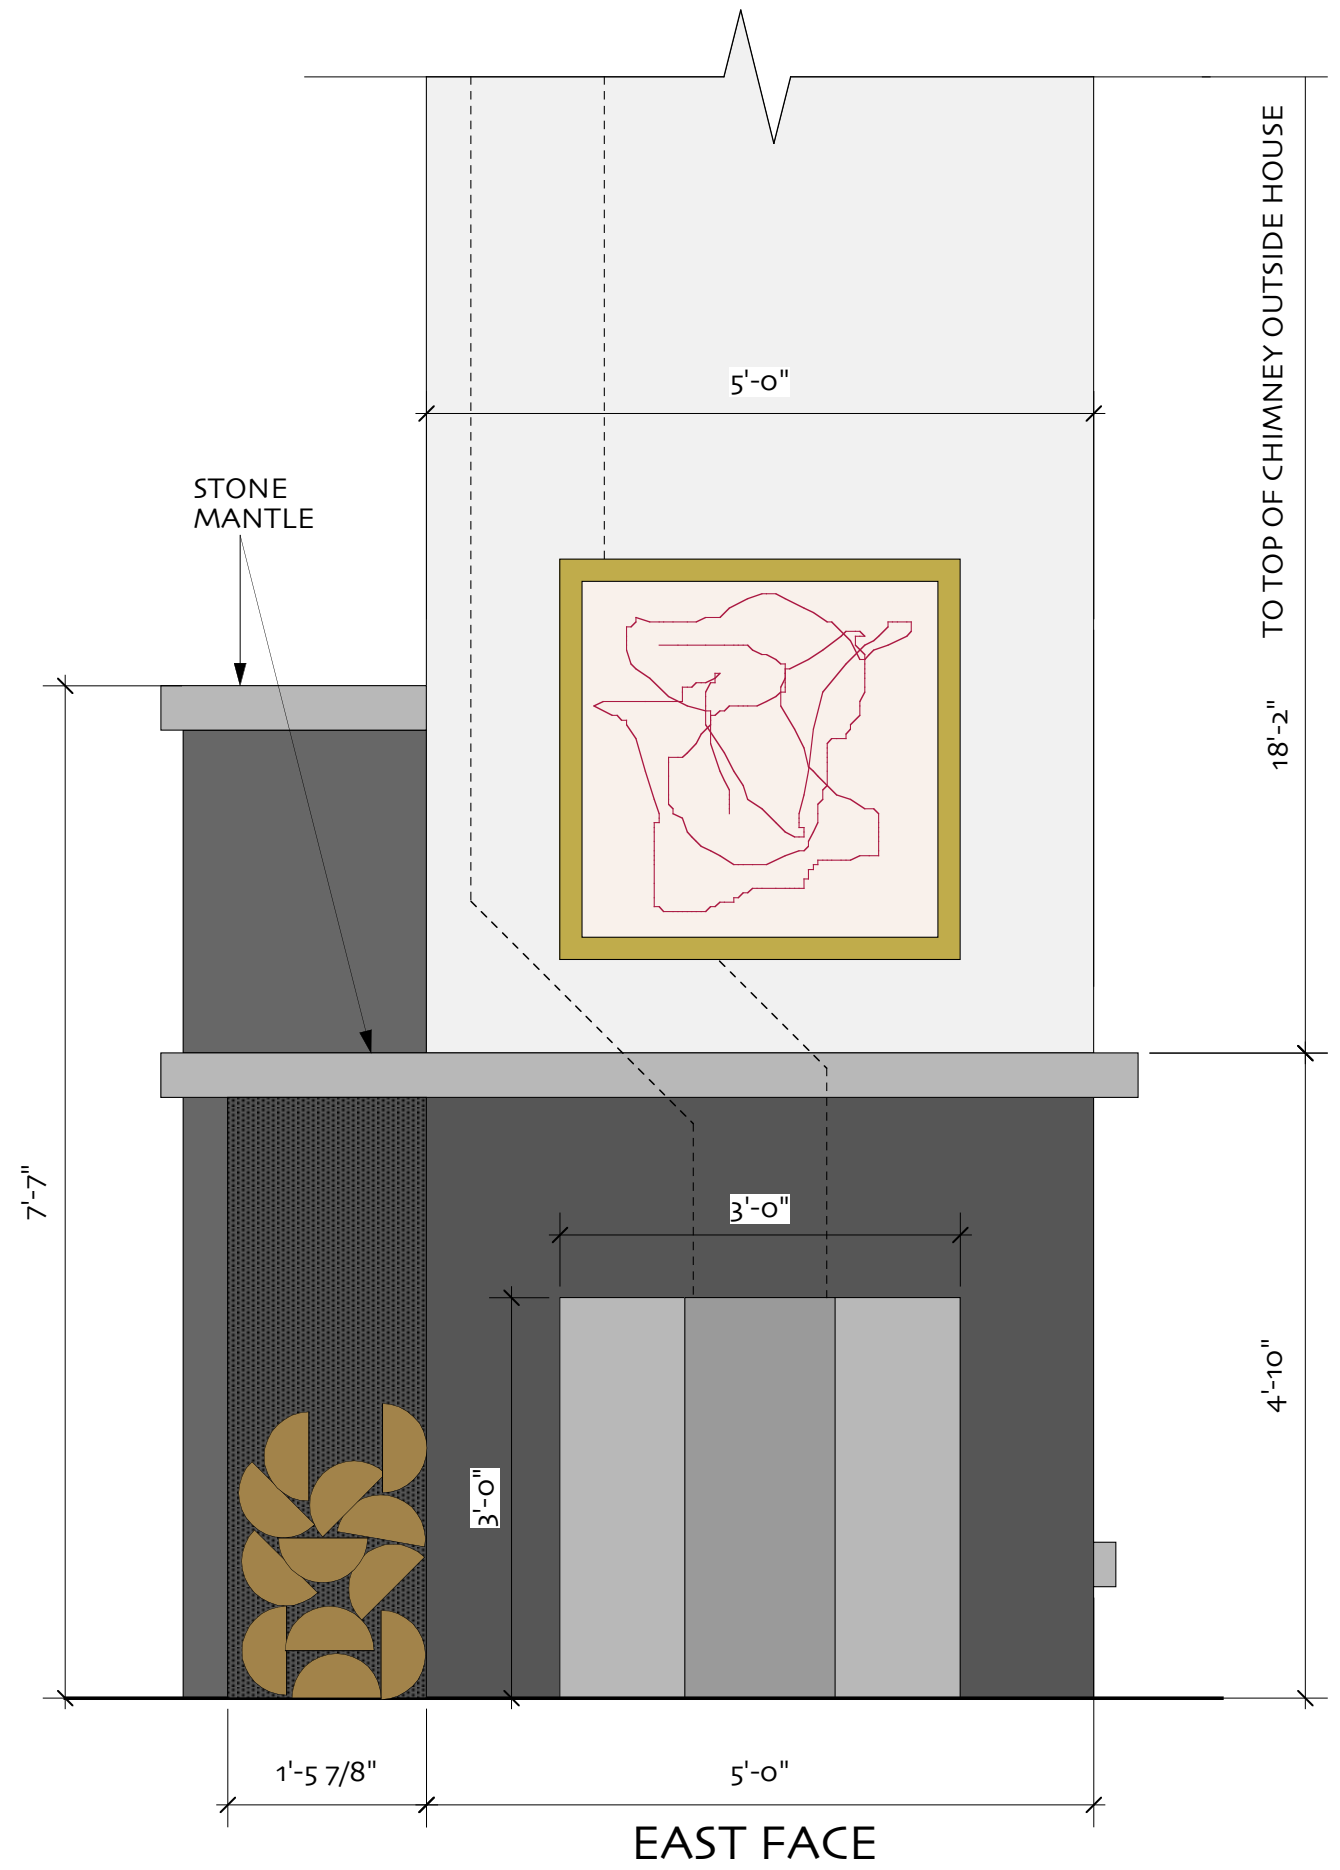 TO TOP OF CHIMNEY OUTSIDE HOUSE
5'-0"
STONE
MANTLE
18'-2"
7'-7"
3'-0"
4'-10"
3'-0"
1'-5 7/8"
5'-0"
EAST FACE